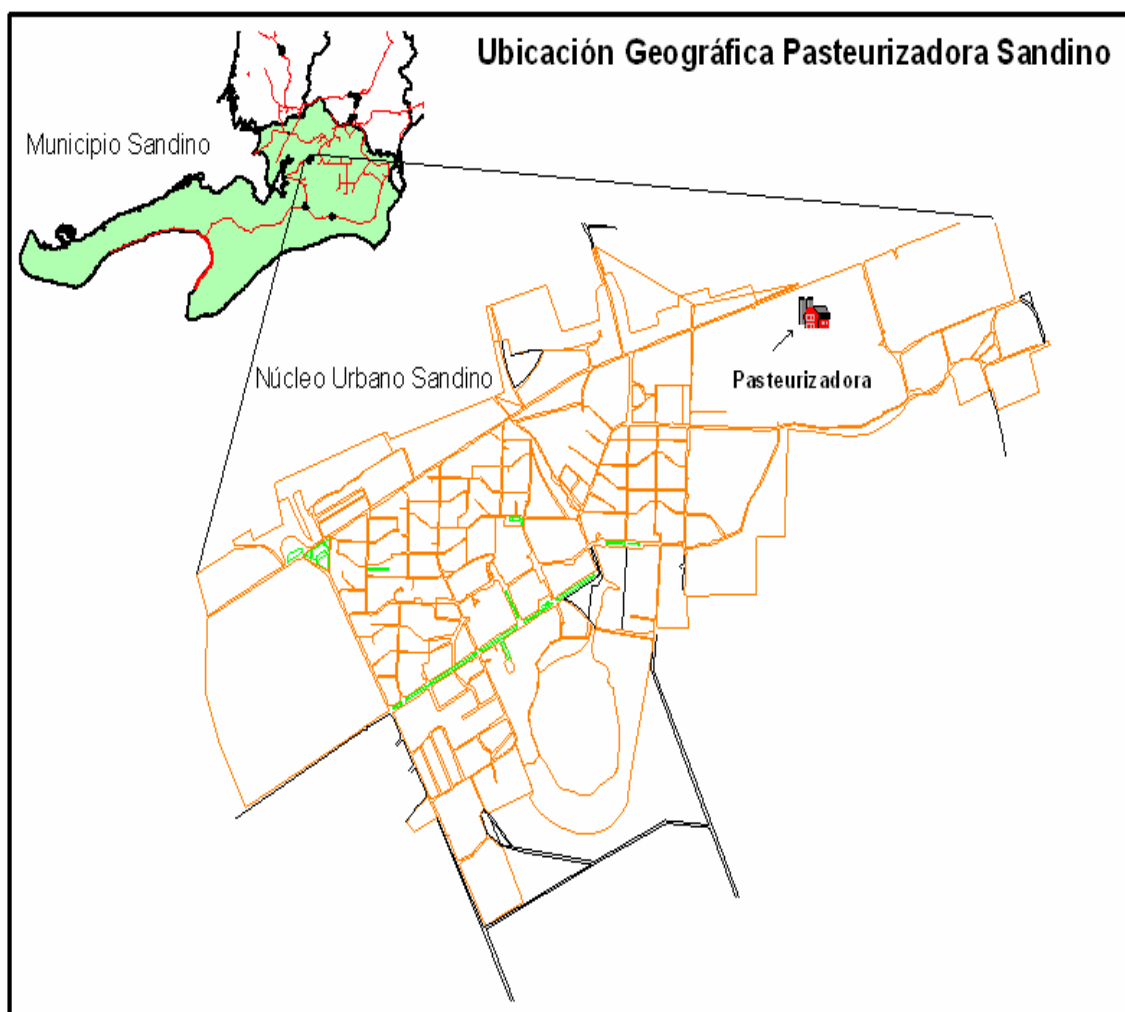 Ubicación Geográfica Pasteurizadora Sandino
Municipio Sandino
Núcleo Urbano Sandino
Pasteurizadora